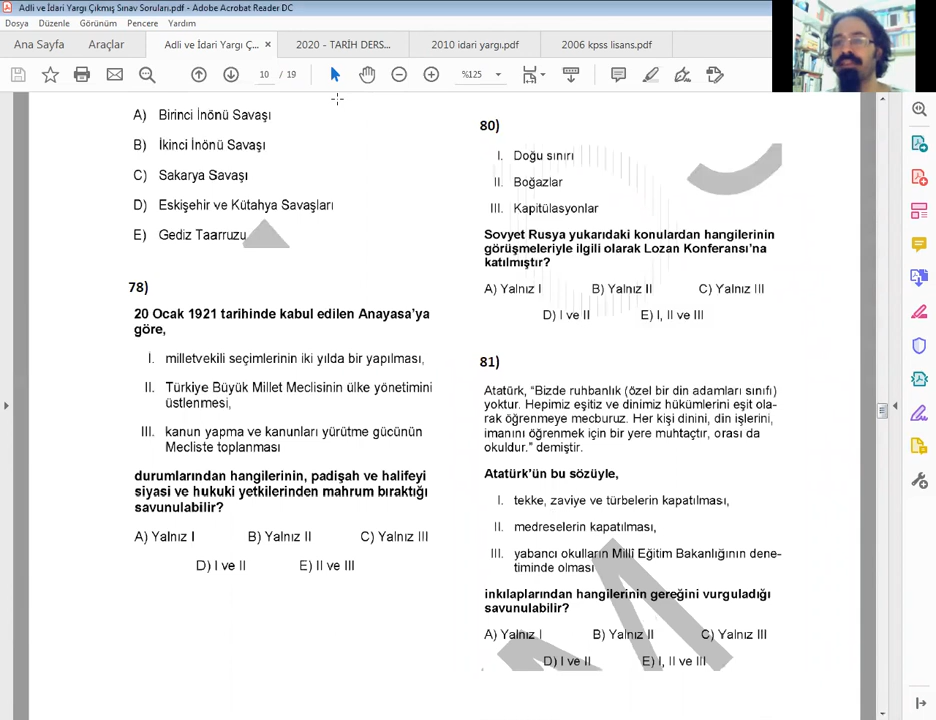 Adli ve İdari Yargı Çıkmış Sınav Soruları.pdf - Adobe Acrobat Reader DC
Dosya Düzenle Görünüm Pencere Yardım
Ana Sayfa Araçlar Adli ve İdari Yargı Ç... × 2020 - TARİH DERS... 2010 idari yargı.pdf 2006 kpss lisans.pdf
10 / 19 %125
A) Birinci İnönü Savaşı
B) İkinci İnönü Savaşı
C) Sakarya Savaşı
D) Eskişehir ve Kütahya Savaşları
E) Gediz Taarruzu
78)
20 Ocak 1921 tarihinde kabul edilen Anayasa'ya
göre,
I. milletvekili seçimlerinin iki yılda bir yapılması,
II. Türkiye Büyük Millet Meclisinin ülke yönetimini
üstlenmesi,
III. kanun yapma ve kanunları yürütme gücünün
Mecliste toplanması
durumlarından hangilerinin, padişah ve halifeyi
siyasi ve hukuki yetkilerinden mahrum bıraktığı
savunulabilir?
A) Yalnız I B) Yalnız II C) Yalnız III
D) I ve II E) II ve III
80)
I. Doğu sınırı
II. Boğazlar
III. Kapitülasyonlar
Sovyet Rusya yukarıdaki konulardan hangilerinin
görüşmeleriyle ilgili olarak Lozan Konferansı'na
katılmıştır?
A) Yalnız I B) Yalnız II C) Yalnız III
D) I ve II E) I, II ve III
81)
Atatürk, "Bizde ruhbanlık (özel bir din adamları sınıfı)
yoktur. Hepimiz eşitiz ve dinimiz hükümlerini eşit ola-
rak öğrenmeye mecburuz. Her kişi dinini, din işlerini,
imanını öğrenmek için bir yere muhtaçtır, orası da
okuldur." demiştir.
Atatürk'ün bu sözüyle,
I. tekke, zaviye ve türbelerin kapatılması,
II. medreselerin kapatılması,
III. yabancı okulların Millî Eğitim Bakanlığının dene-
timinde olması
inkılaplarından hangilerinin gereğini vurguladığı
savunulabilir?
A) Yalnız I B) Yalnız II C) Yalnız III
D) I ve II E) I, II ve III